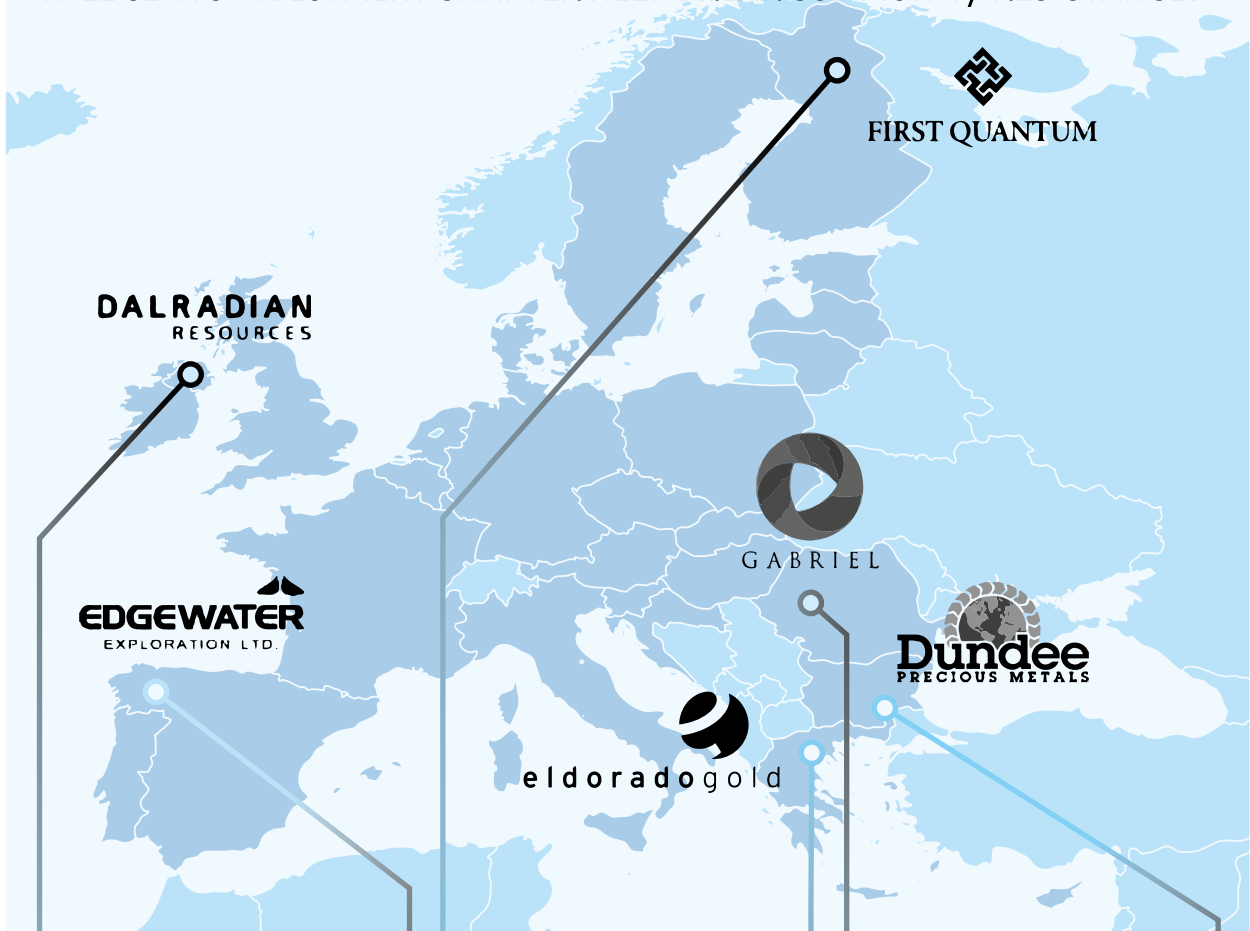 FIRST QUANTUM
DALRADIAN
RESOURCES
GABRIEL
EDGEWATER
EXPLORATION LTD.
Dundee
PRECIOUS METALS
eldoradogold